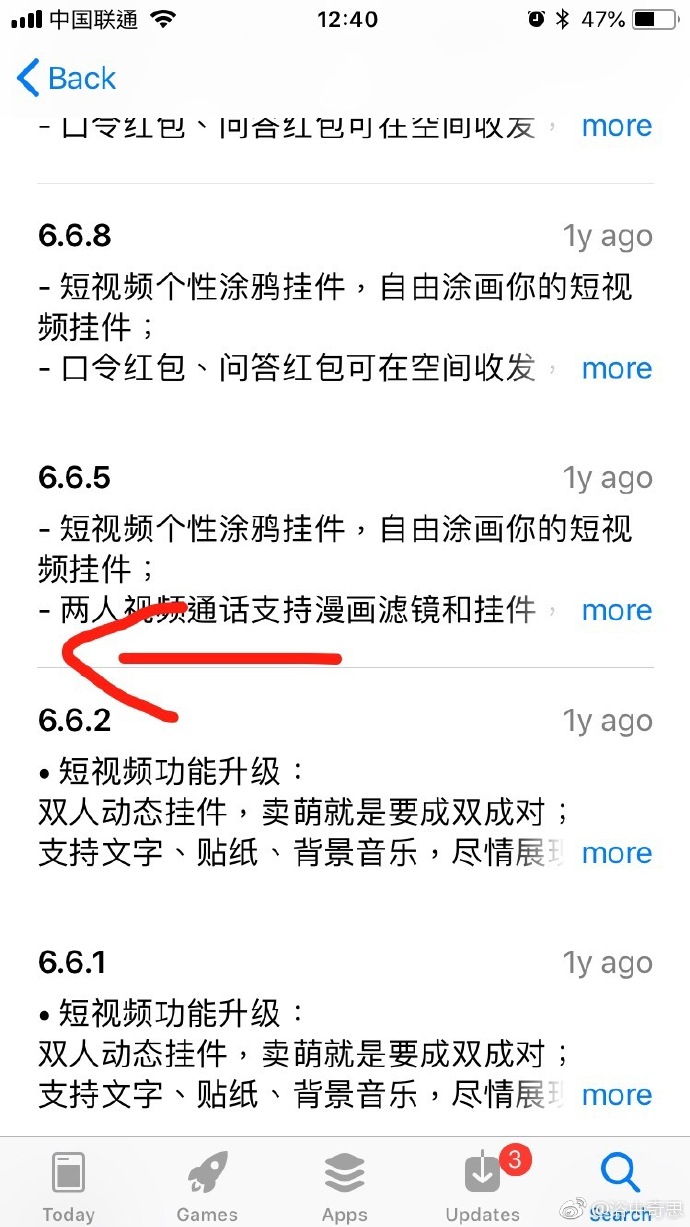 中国联通 12:40 47%
Back
- 口令红包、问答红包可在空间收发， more
6.6.8 1y ago
- 短视频个性涂鸦挂件，自由涂画你的短视
频挂件；
- 口令红包、问答红包可在空间收发， more
6.6.5 1y ago
- 短视频个性涂鸦挂件，自由涂画你的短视
频挂件；
- 两人视频通话支持漫画滤镜和挂件， more
6.6.2 1y ago
• 短视频功能升级：
双人动态挂件，卖萌就是要成双成对；
支持文字、贴纸、背景音乐，尽情展现 more
6.6.1 1y ago
• 短视频功能升级：
双人动态挂件，卖萌就是要成双成对；
支持文字、贴纸、背景音乐，尽情展现 more
3
Today Games Apps Updates Search